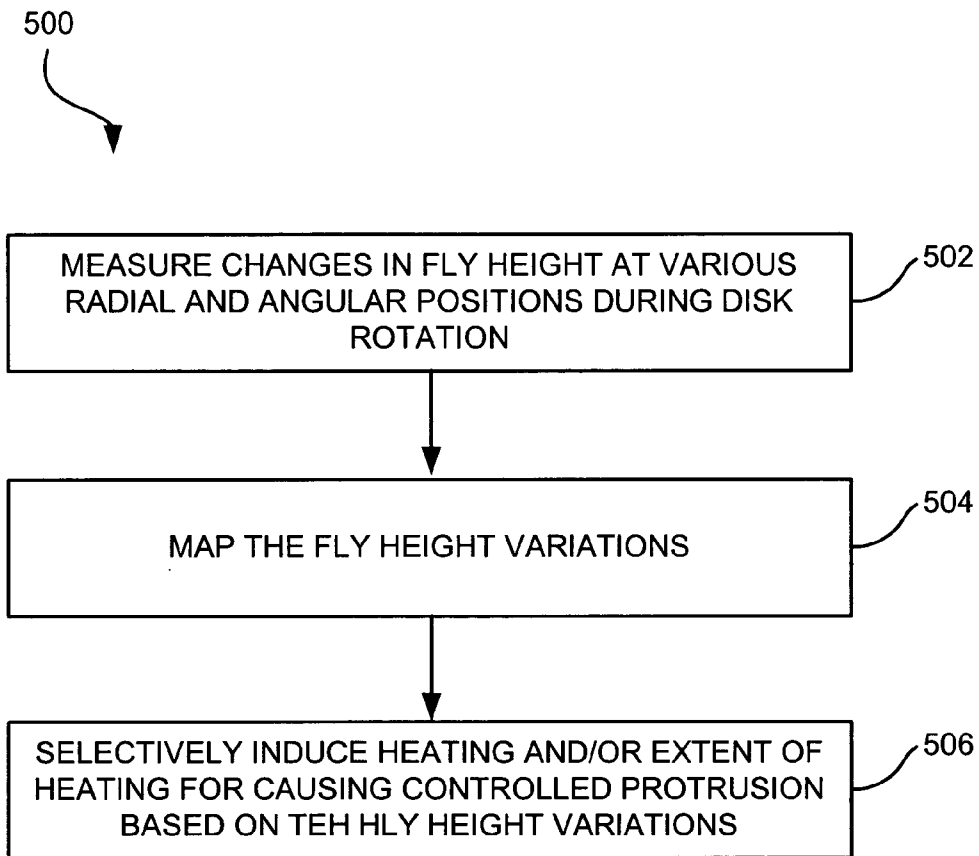 500
MEASURE CHANGES IN FLY HEIGHT AT VARIOUS
RADIAL AND ANGULAR POSITIONS DURING DISK
ROTATION
502
MAP THE FLY HEIGHT VARIATIONS
504
SELECTIVELY INDUCE HEATING AND/OR EXTENT OF
HEATING FOR CAUSING CONTROLLED PROTRUSION
BASED ON TEH HLY HEIGHT VARIATIONS
506